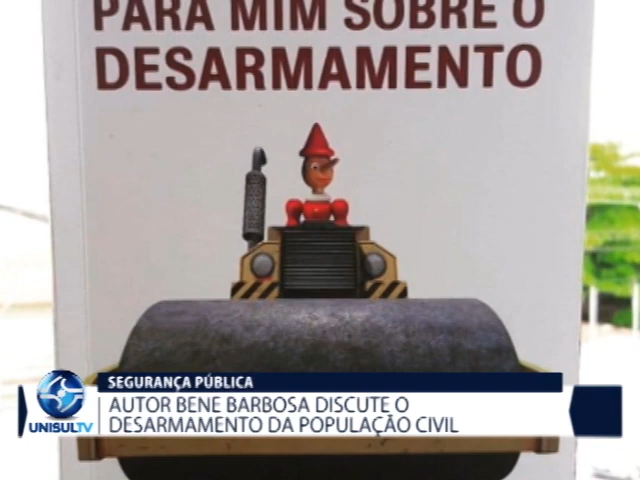 PARA MIM SOBRE O
DESARMAMENTO
SEGURANÇA PÚBLICA
AUTOR BENE BARBOSA DISCUTE O
DESARMAMENTO DA POPULAÇÃO CIVIL
UNISULTV